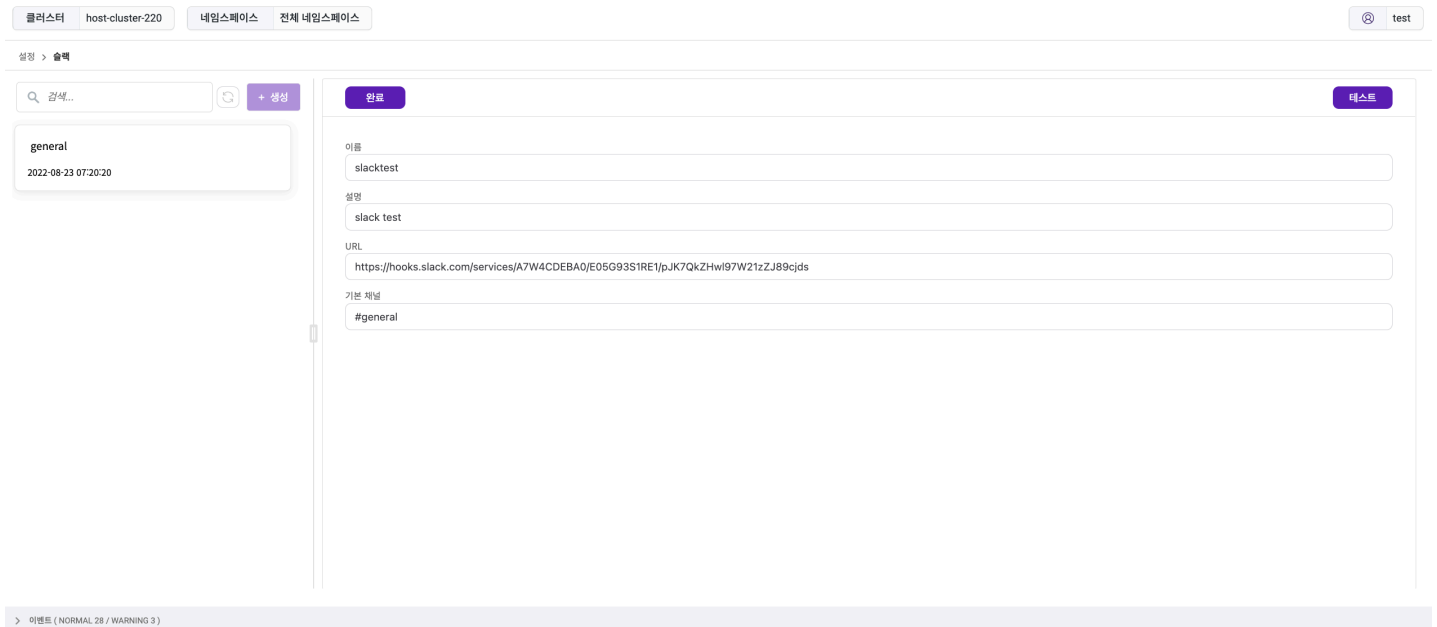 클러스터 host-cluster-220 네임스페이스 전체 네임스페이스 test
설정 > 슬랙
검색... + 생성 완료 테스트
general
2022-08-23 07:20:20
이름
slacktest
설명
slack test
URL
https://hooks.slack.com/services/A7W4CDEBA0/E05G93S1RE1/pJK7QkZHwl97W21zZJ89cjds
기본 채널
#general
> 이벤트 ( NORMAL 28 / WARNING 3 )